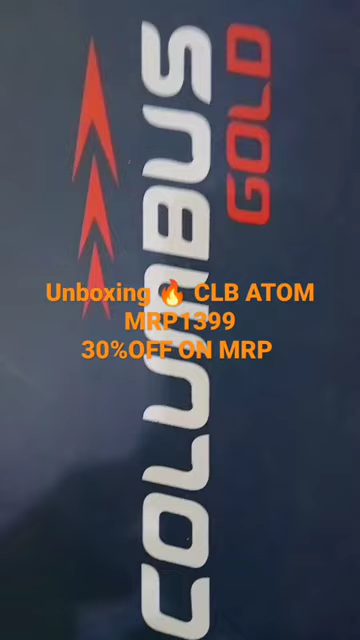 COLUMBUS
GOLD
Unboxing 🔥 CLB ATOM
MRP1399
30%OFF ON MRP